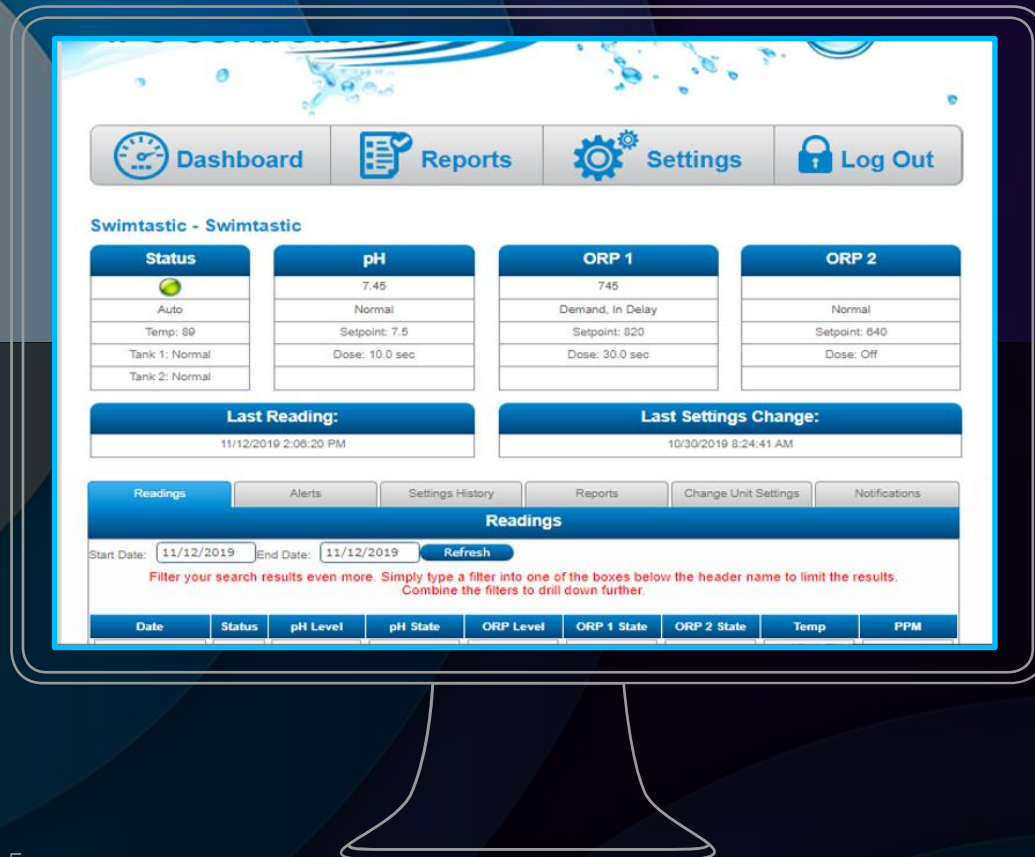 Dashboard Reports Settings Log Out
Swimtastic - Swimtastic
Status pH ORP 1 ORP 2
7.45 745
Auto Normal Demand, In Delay Normal
Temp: 89 Setpoint: 7.5 Setpoint: 820 Setpoint: 640
Tank 1: Normal Dose: 10.0 sec Dose: 30.0 sec Dose: Off
Tank 2: Normal
Last Reading: Last Settings Change:
11/12/2019 2:06:20 PM 10/30/2019 8:24:41 AM
Readings Alerts Settings History Reports Change Unit Settings Notifications
Readings
Start Date: 11/12/2019 End Date: 11/12/2019 Refresh
Filter your search results even more. Simply type a filter into one of the boxes below the header name to limit the results.
Combine the filters to drill down further.
Date Status pH Level pH State ORP Level ORP 1 State ORP 2 State Temp PPM